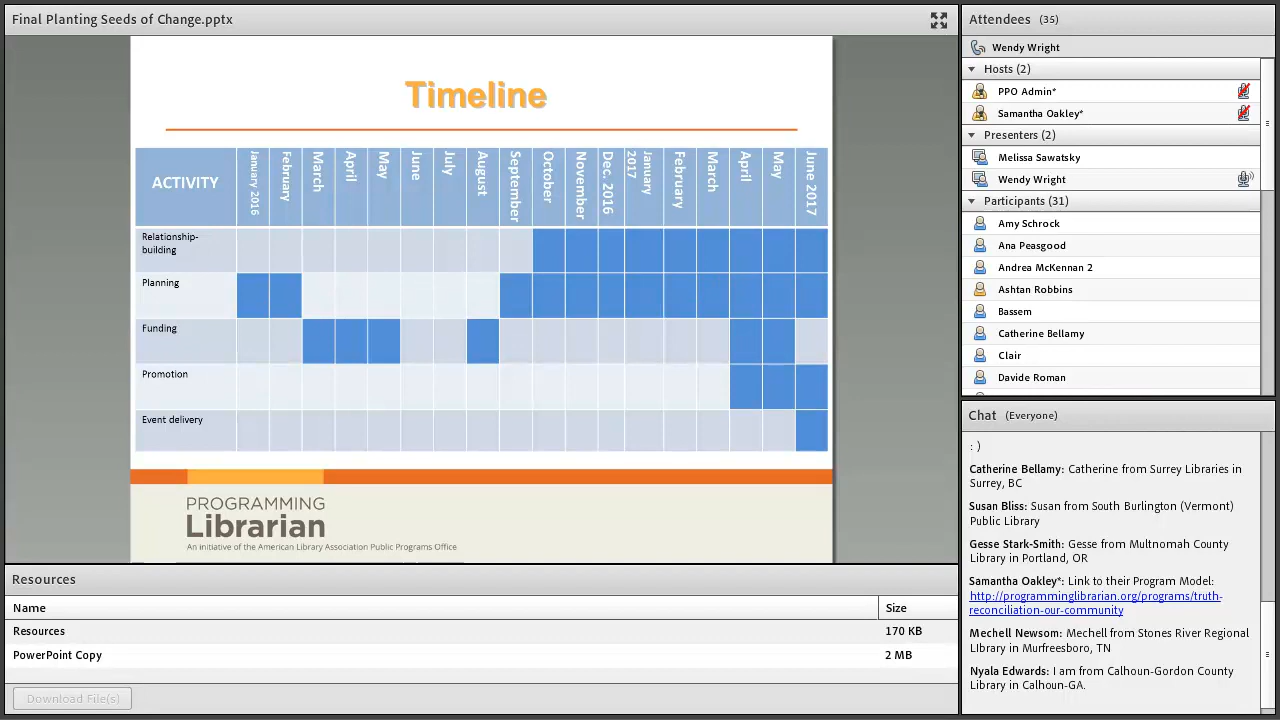 Final Planting Seeds of Change.pptx
Timeline
ACTIVITY
January 2016
February
March
April
May
June
July
August
September
October
November
Dec. 2016
January
2017
February
March
April
May
June 2017
Relationship-
building
Planning
Funding
Promotion
Event delivery
PROGRAMMING
Librarian
An initiative of the American Library Association Public Programs Office
Resources
Name Size
Resources 170 KB
PowerPoint Copy 2 MB
Download File(s)
Attendees (35)
Wendy Wright
Hosts (2)
PPO Admin*
Samantha Oakley*
Presenters (2)
Melissa Sawatsky
Wendy Wright
Participants (31)
Amy Schrock
Ana Peasgood
Andrea McKennan 2
Ashtan Robbins
Bassem
Catherine Bellamy
Clair
Davide Roman
Chat (Everyone)
: )
Catherine Bellamy: Catherine from Surrey Libraries in
Surrey, BC
Susan Bliss: Susan from South Burlington (Vermont)
Public Library
Gesse Stark-Smith: Gesse from Multnomah County
Library in Portland, OR
Samantha Oakley*: Link to their Program Model:
http://programminglibrarian.org/programs/truth-
reconciliation-our-community
Mechell Newsom: Mechell from Stones River Regional
LIbrary in Murfreesboro, TN
Nyala Edwards: I am from Calhoun-Gordon County
Library in Calhoun-GA.